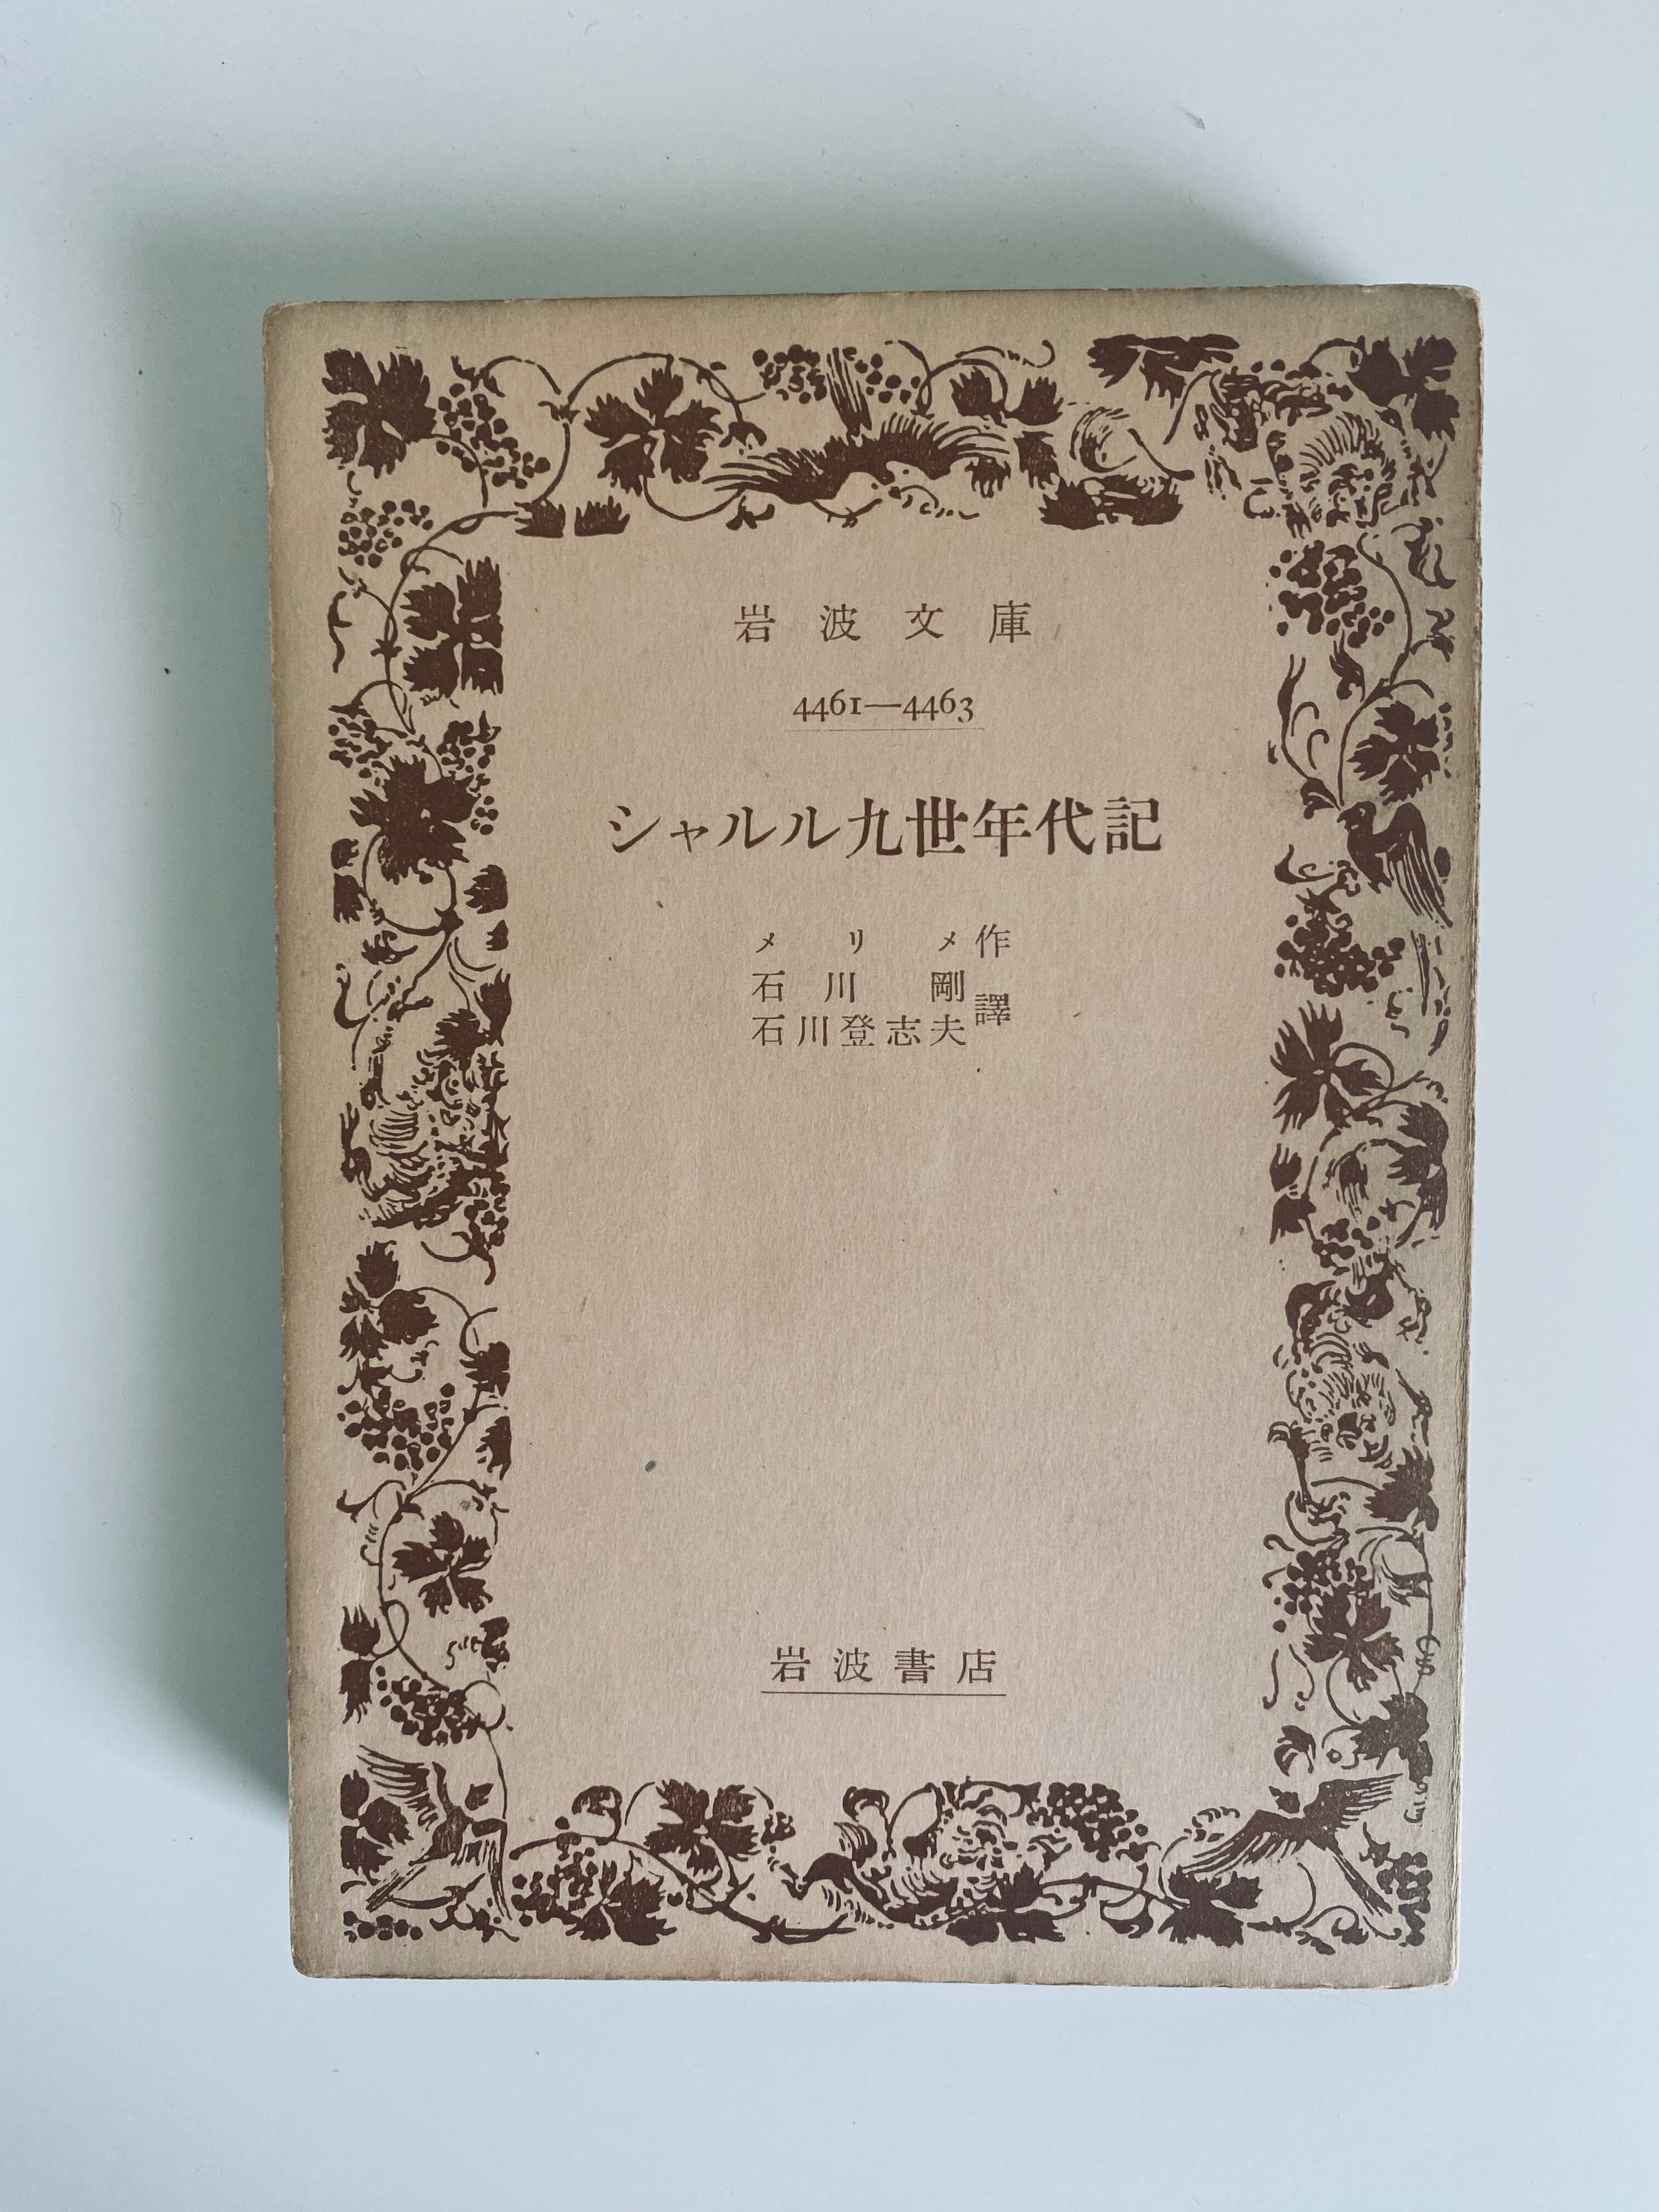 岩波文庫
4461—4463
シャルル九世年代記
メリメ作
石川剛
石川登志夫譯
岩波書店